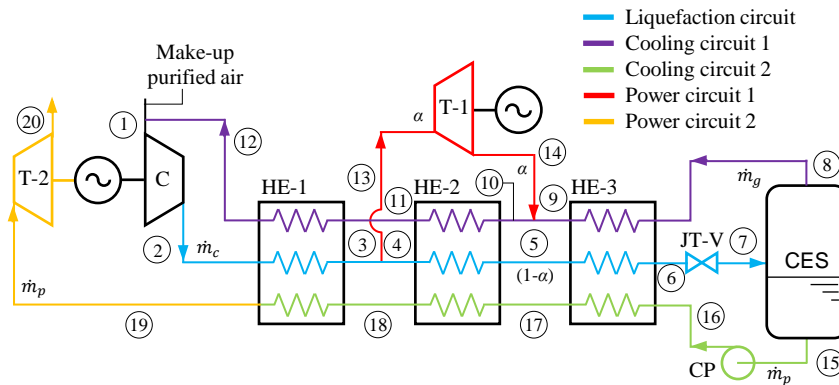 Liquefaction circuit
Cooling circuit 1
Cooling circuit 2
Power circuit 1
Power circuit 2
Make-up
purified air
20
1
12
T-2
C
T-1
α
α
14
13
8
HE-1
HE-2
HE-3
10
9
ṁg
11
2
ṁc
3
4
5
(1-α)
JT-V
7
6
CES
ṁp
19
18
17
16
CP
ṁp
15